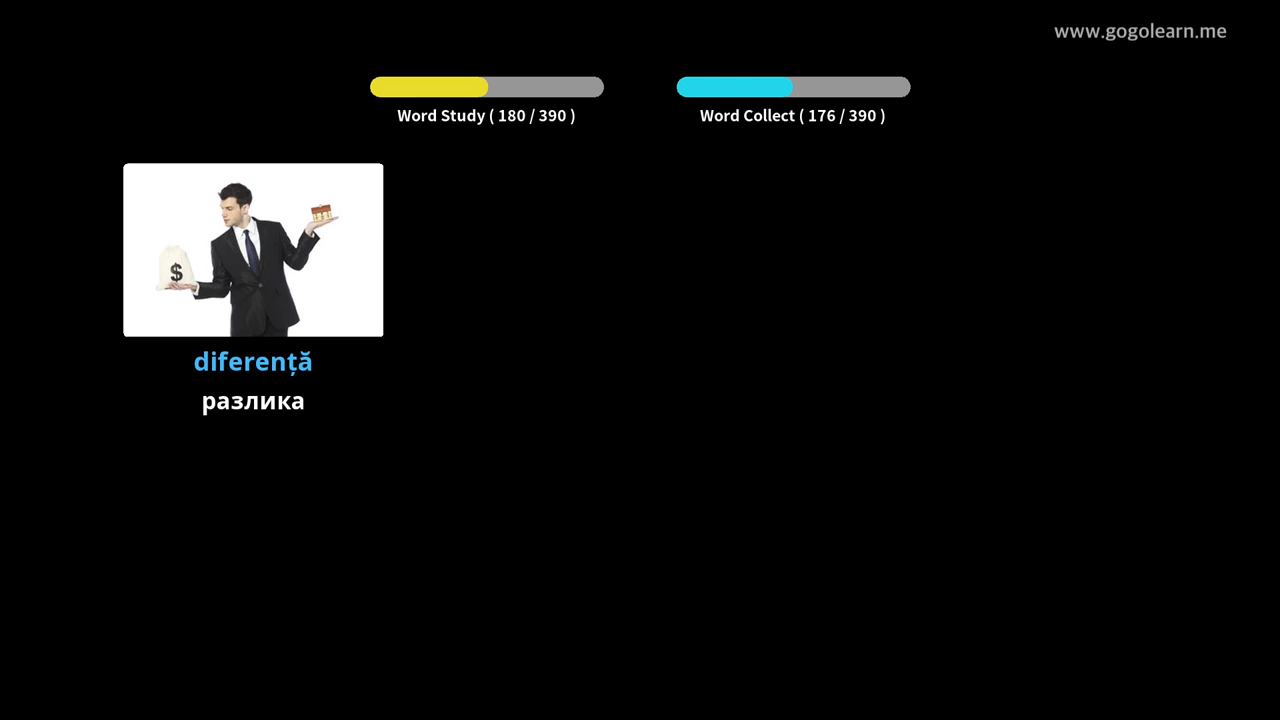 www.gogolearn.me
Word Study ( 180 / 390 )
Word Collect ( 176 / 390 )
$
diferență
разлика